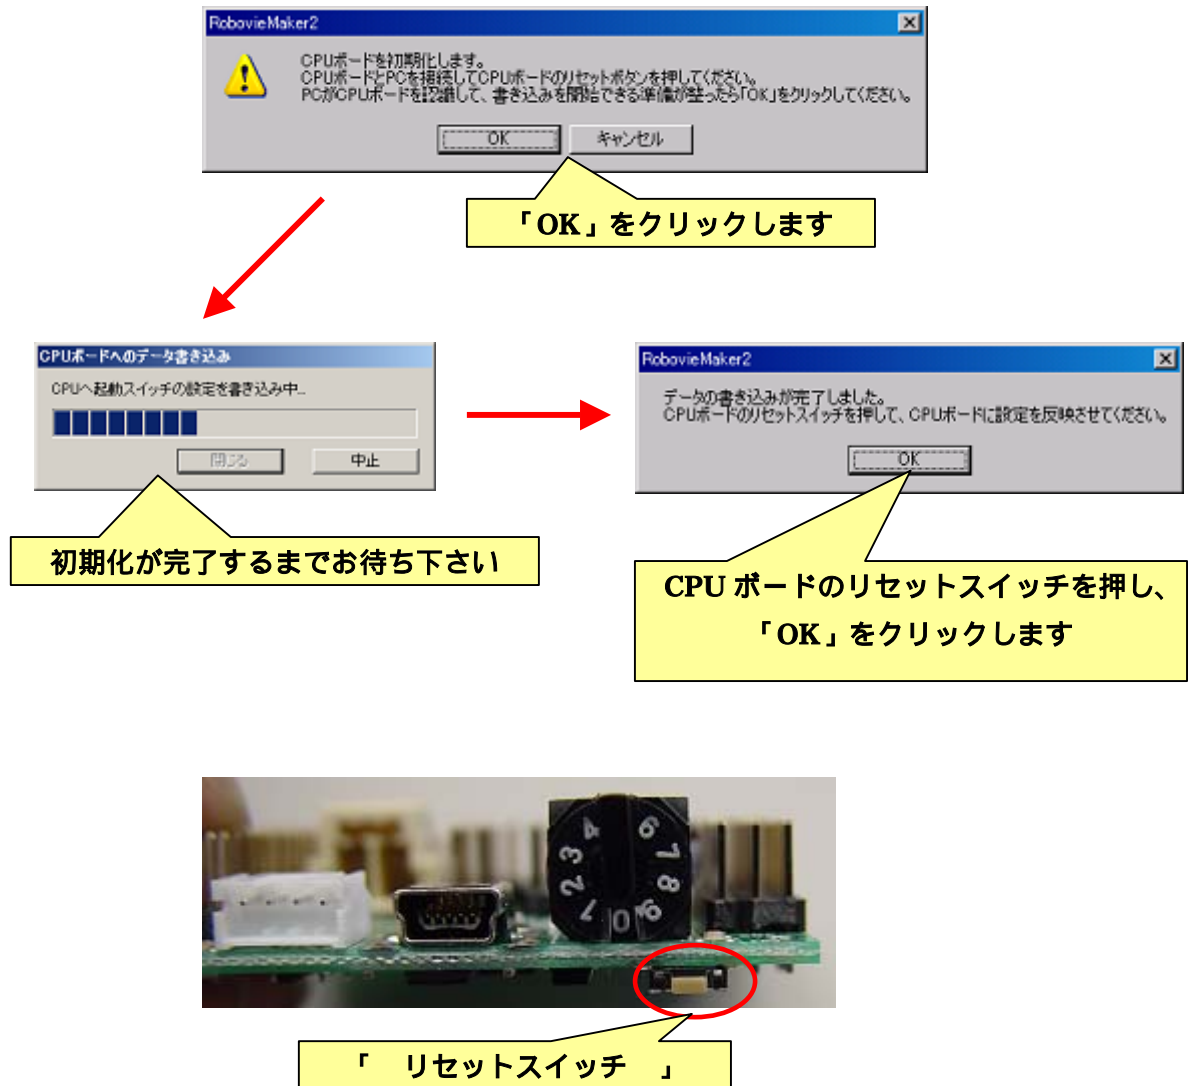 RobovieMaker2
CPUボードを初期化します。
CPUボードとPCを接続してCPUボードのリセットボタンを押してください。
PCがCPUボードを認識して、書き込みを開始できる準備が整ったら「OK」をクリックしてください。
OK
キャンセル
「OK」をクリックします
CPUボードへのデータ書き込み
CPUへ起動スイッチの設定を書き込み中...
閉じる
中止
初期化が完了するまでお待ち下さい
RobovieMaker2
データの書き込みが完了しました。
CPUボードのリセットスイッチを押して、CPUボードに設定を反映させてください。
OK
CPU ボードのリセットスイッチを押し、
「OK」をクリックします
4
3
2
1
0
9
8
7
6
「　リセットスイッチ　」